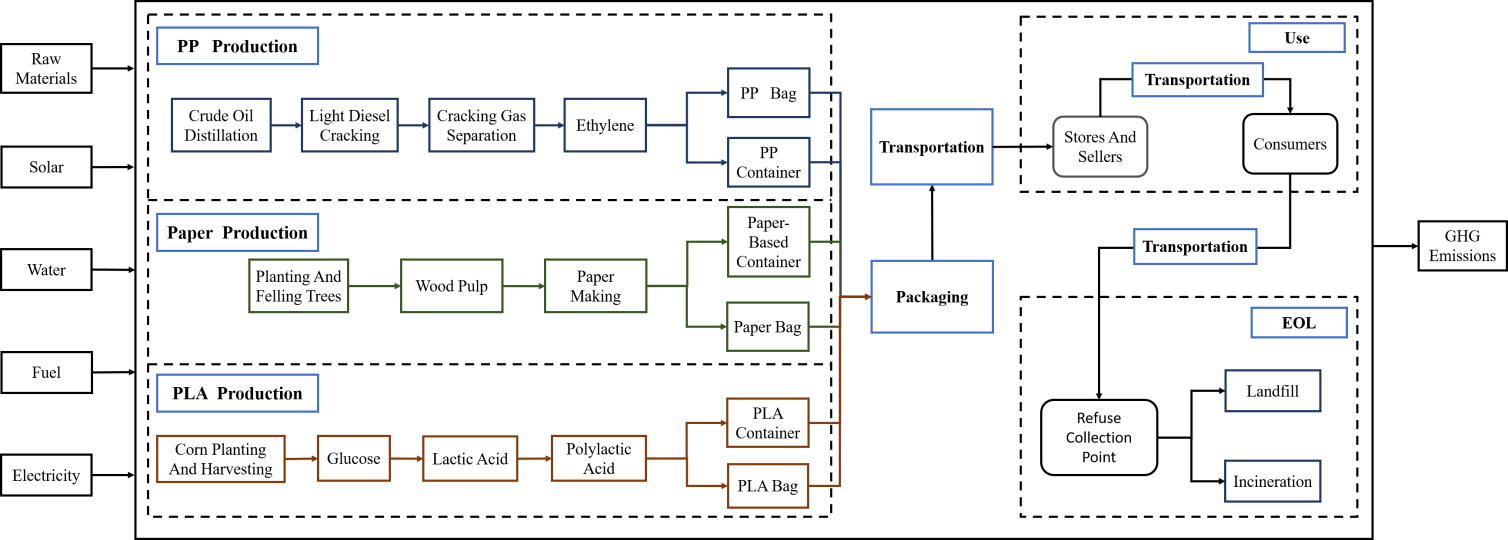 Raw
Materials
Solar
Water
Fuel
Electricity
PP Production
Crude Oil
Distillation
Light Diesel
Cracking
Cracking Gas
Separation
Ethylene
PP Bag
PP
Container
Paper Production
Planting And
Felling Trees
Wood Pulp
Paper
Making
Paper-
Based
Container
Paper Bag
PLA Production
Corn Planting
And Harvesting
Glucose
Lactic Acid
Polylactic
Acid
PLA
Container
PLA Bag
Transportation
Packaging
Use
Transportation
Stores And
Sellers
Consumers
Transportation
EOL
Refuse
Collection
Point
Landfill
Incineration
GHG
Emissions